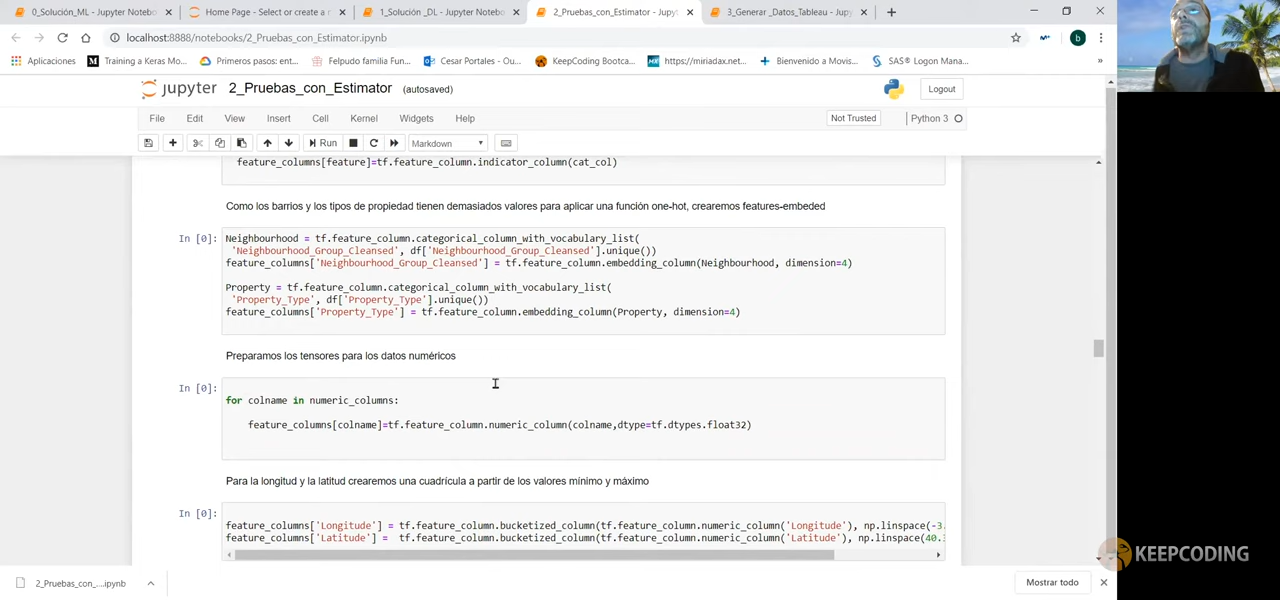 0_Solución_ML - Jupyter Notebo
Home Page - Select or create a r
1_Solución _DL - Jupyter Notebo
2_Pruebas_con_Estimator - Jupyt
3_Generar _Datos_Tableau - Jupy
localhost:8888/notebooks/2_Pruebas_con_Estimator.ipynb
b
Aplicaciones
Training a Keras Mo...
Primeros pasos: ent...
Felpudo familia Fun...
Cesar Portales - Ou...
KeepCoding Bootca...
https://miriadax.net...
Bienvenido a Movis...
SAS® Logon Mana...
»
jupyter 2_Pruebas_con_Estimator (autosaved)
Logout
File Edit View Insert Cell Kernel Widgets Help
Not Trusted
Python 3
Run
Markdown
feature_columns[feature]=tf.feature_column.indicator_column(cat_col)
Como los barrios y los tipos de propiedad tienen demasiados valores para aplicar una función one-hot, crearemos features-embeded
In [0]:
Neighbourhood = tf.feature_column.categorical_column_with_vocabulary_list(
'Neighbourhood_Group_Cleansed', df['Neighbourhood_Group_Cleansed'].unique())
feature_columns['Neighbourhood_Group_Cleansed'] = tf.feature_column.embedding_column(Neighbourhood, dimension=4)
Property = tf.feature_column.categorical_column_with_vocabulary_list(
'Property_Type', df['Property_Type'].unique())
feature_columns['Property_Type'] = tf.feature_column.embedding_column(Property, dimension=4)
Preparamos los tensores para los datos numéricos
In [0]:
for colname in numeric_columns:
feature_columns[colname]=tf.feature_column.numeric_column(colname,dtype=tf.dtypes.float32)
Para la longitud y la latitud crearemos una cuadrícula a partir de los valores mínimo y máximo
In [0]:
feature_columns['Longitude'] = tf.feature_column.bucketized_column(tf.feature_column.numeric_column('Longitude'), np.linspace(-3.
feature_columns['Latitude'] = tf.feature_column.bucketized_column(tf.feature_column.numeric_column('Latitude'), np.linspace(40.3
KEEPCODING
2_Pruebas_con_....ipynb
Mostrar todo